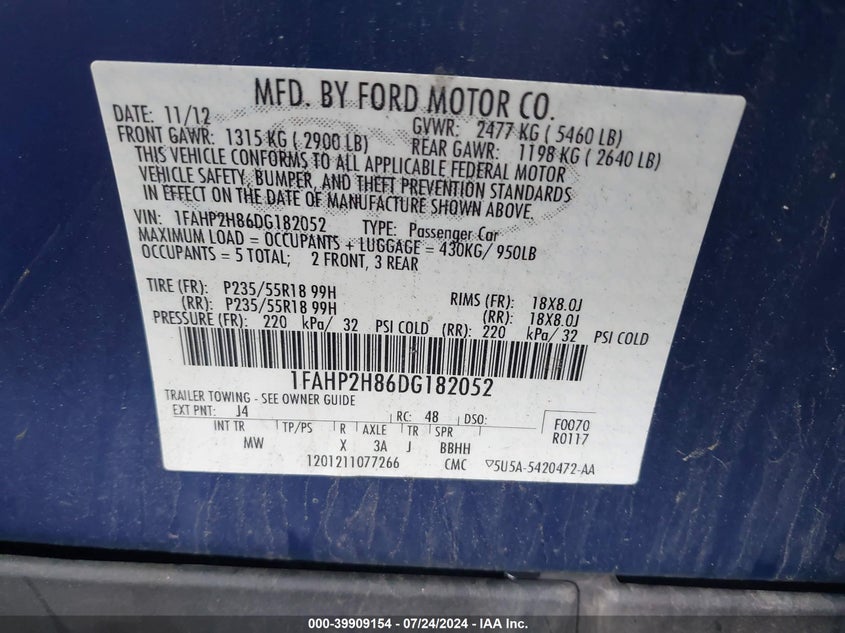 MFD. BY FORD MOTOR CO.
DATE: 11/12 GVWR: 2477 KG ( 5460 LB)
FRONT GAWR: 1315 KG ( 2900 LB) REAR GAWR: 1198 KG ( 2640 LB)
THIS VEHICLE CONFORMS TO ALL APPLICABLE FEDERAL MOTOR
VEHICLE SAFETY, BUMPER, AND THEFT PREVENTION STANDARDS
IN EFFECT ON THE DATE OF MANUFACTURE SHOWN ABOVE.
VIN: 1FAHP2H86DG182052 TYPE: Passenger Car
MAXIMUM LOAD = OCCUPANTS + LUGGAGE = 430KG/ 950LB
OCCUPANTS = 5 TOTAL; 2 FRONT, 3 REAR
TIRE (FR): P235/55R18 99H RIMS (FR): 18X8.0J
(RR): P235/55R18 99H (RR): 18X8.0J
PRESSURE (FR): 220 kPa/ 32 PSI COLD (RR): 220 kPa/ 32 PSI COLD
1FAHP2H86DG182052
TRAILER TOWING - SEE OWNER GUIDE
EXT PNT: J4 RC: 48 DSO: F0070
INT TR TP/PS R AXLE TR SPR R0117
MW X 3A J BBHH
1201211077266 CMC ▽5U5A-5420472-AA
000-39909154 - 07/24/2024 - IAA Inc.